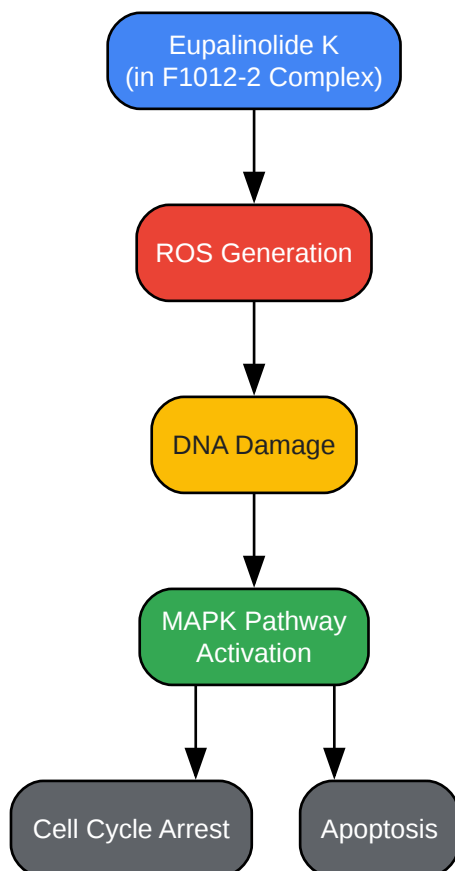 Eupalinolide K
(in F1012-2 Complex)
ROS Generation
DNA Damage
MAPK Pathway
Activation
Cell Cycle Arrest
Apoptosis